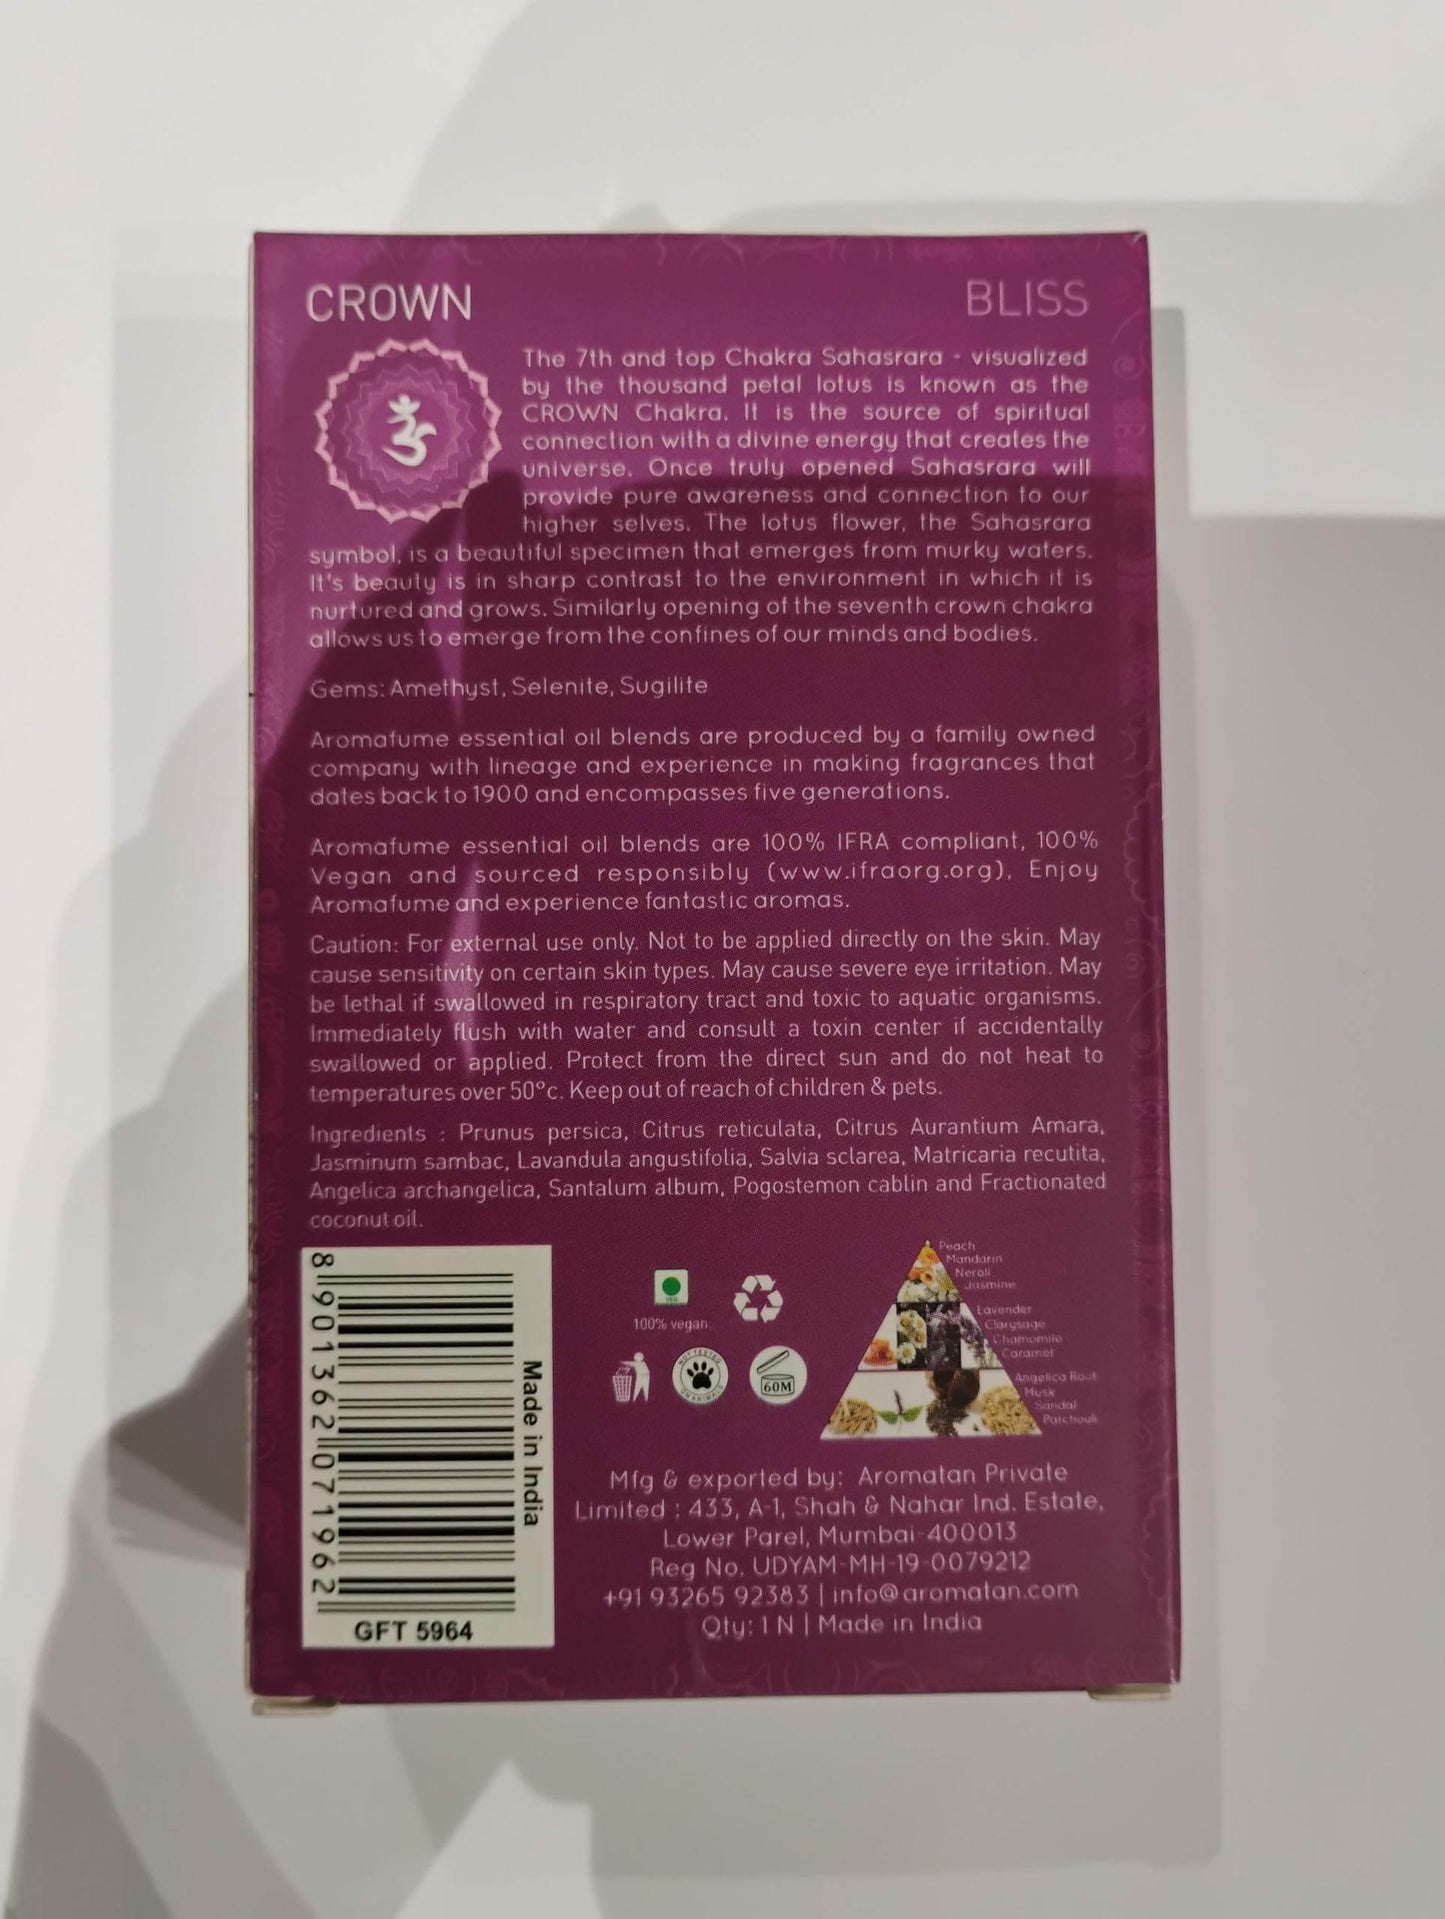 CROWN
BLISS
The 7th and top Chakra Sahasrara - visualized
by the thousand petal lotus is known as the
CROWN Chakra. It is the source of spiritual
connection with a divine energy that creates the
universe. Once truly opened Sahasrara will
provide pure awareness and connection to our
higher selves. The lotus flower, the Sahasrara
symbol, is a beautiful specimen that emerges from murky waters.
It's beauty is in sharp contrast to the environment in which it is
nurtured and grows. Similarly opening of the seventh crown chakra
allows us to emerge from the confines of our minds and bodies.
Gems: Amethyst, Selenite, Sugilite
Aromafume essential oil blends are produced by a family owned
company with lineage and experience in making fragrances that
dates back to 1900 and encompasses five generations.
Aromafume essential oil blends are 100% IFRA compliant, 100%
Vegan and sourced responsibly (www.ifraorg.org), Enjoy
Aromafume and experience fantastic aromas.
Caution: For external use only. Not to be applied directly on the skin. May
cause sensitivity on certain skin types. May cause severe eye irritation. May
be lethal if swallowed in respiratory tract and toxic to aquatic organisms.
Immediately flush with water and consult a toxin center if accidentally
swallowed or applied. Protect from the direct sun and do not heat to
temperatures over 50°c. Keep out of reach of children & pets.
Ingredients : Prunus persica, Citrus reticulata, Citrus Aurantium Amara,
Jasminum sambac, Lavandula angustifolia, Salvia sclarea, Matricaria recutita,
Angelica archangelica, Santalum album, Pogostemon cablin and Fractionated
coconut oil.
8 901362 071962
Made in India
GFT 5964
VEG
100% vegan
NOT TESTED
ON ANIMALS
60M
Peach
Mandarin
Neroli
Jasmine
Lavender
Clarysage
Chamomile
Caramel
Angelica Root
Musk
Sandal
Patchouli
Mfg & exported by: Aromatan Private
Limited : 433, A-1, Shah & Nahar Ind. Estate,
Lower Parel, Mumbai-400013
Reg No. UDYAM-MH-19-0079212
+91 93265 92383 | info@aromatan.com
Qty: 1 N | Made in India